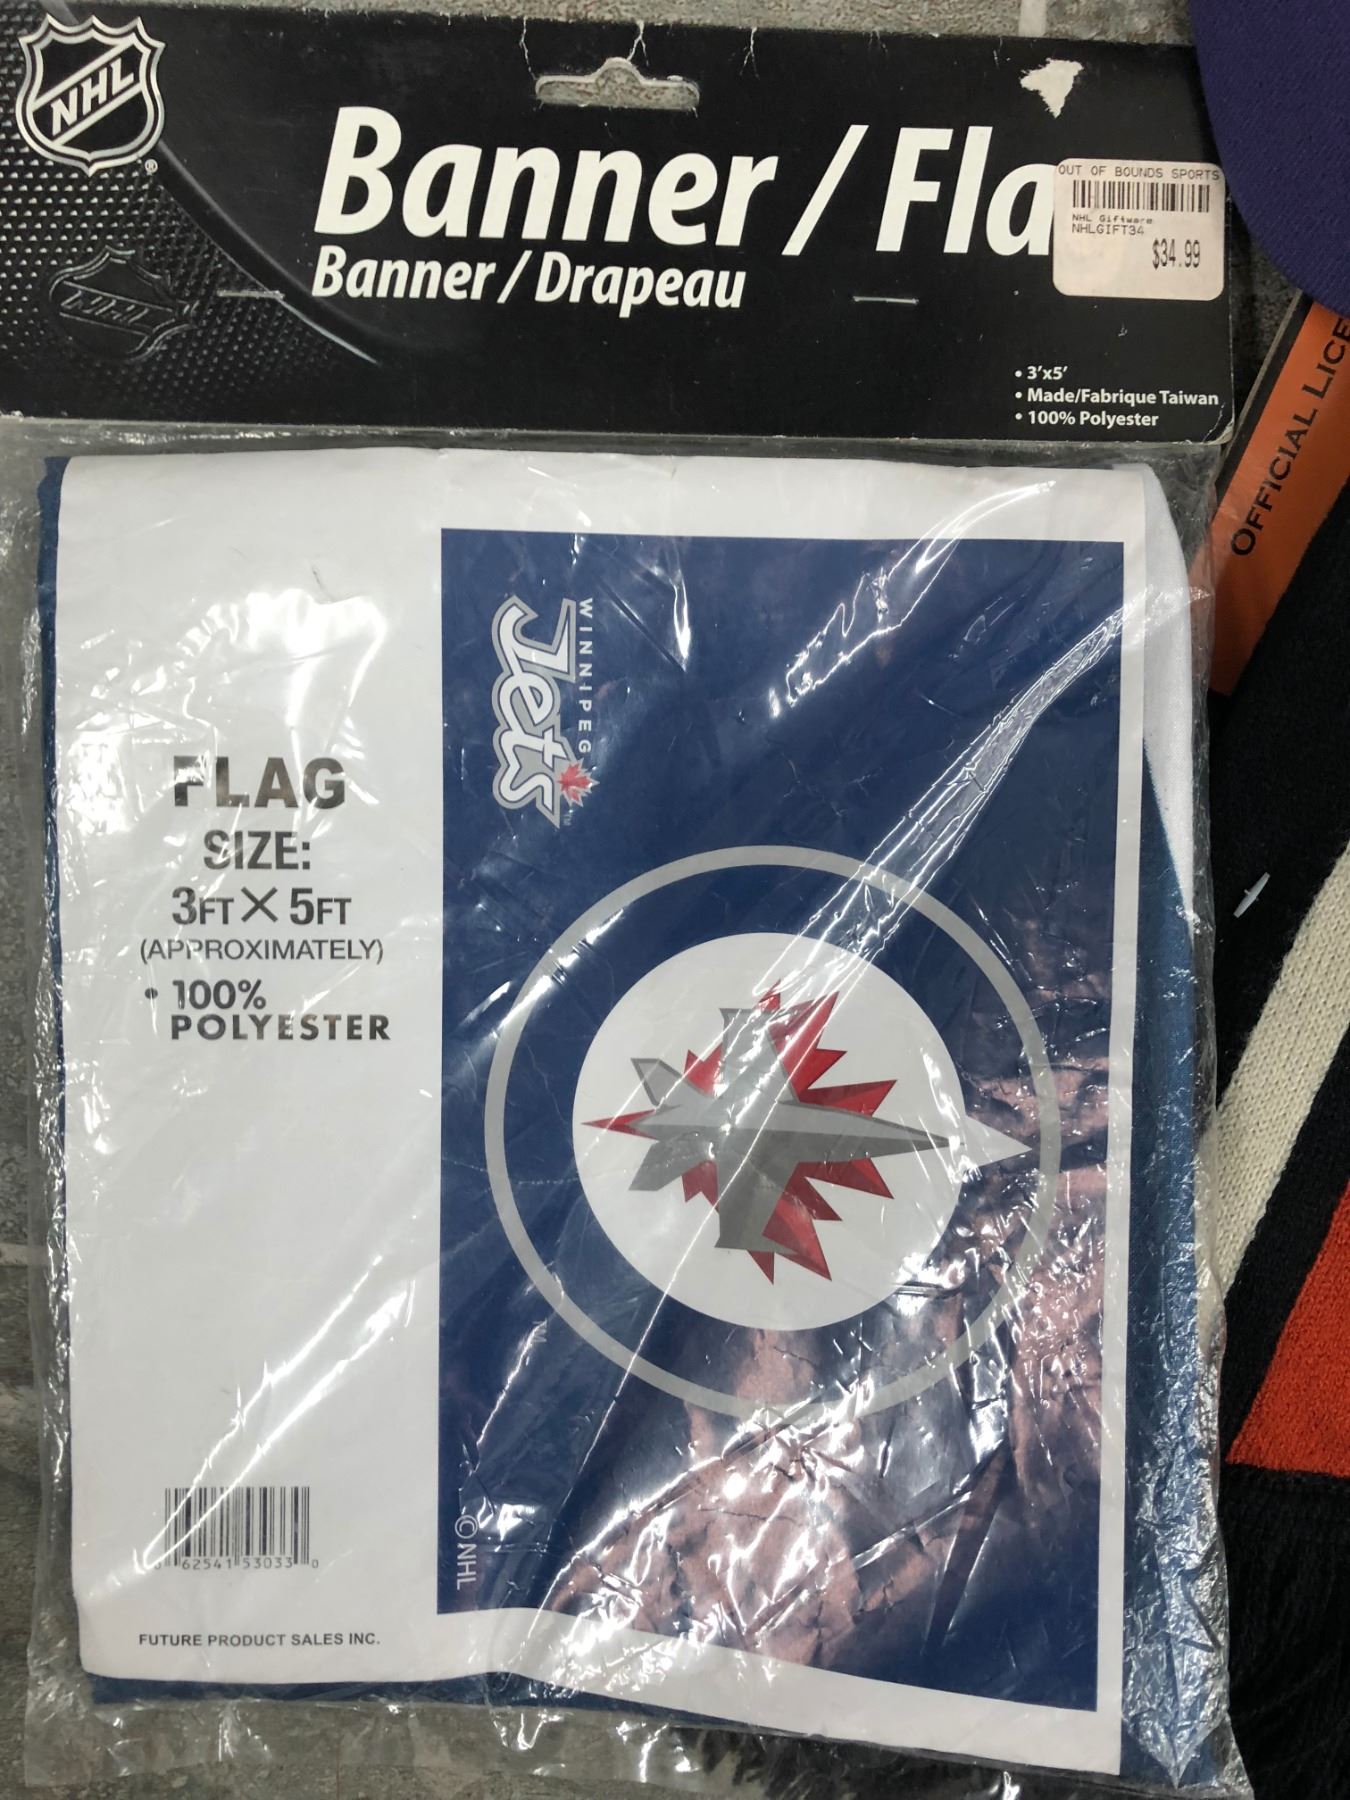 NHL
®
Banner / Fla
Banner / Drapeau
OUT OF BOUNDS SPORTS
NHL Giftware
NHLGIFT34
$34.99
• 3'x5'
• Made/Fabrique Taiwan
• 100% Polyester
OFFICIAL LICE
WINNIPEG
Jets
TM
FLAG
SIZE:
3FT X 5FT
(APPROXIMATELY)
• 100%
POLYESTER
62541 53033 0
© NHL
FUTURE PRODUCT SALES INC.